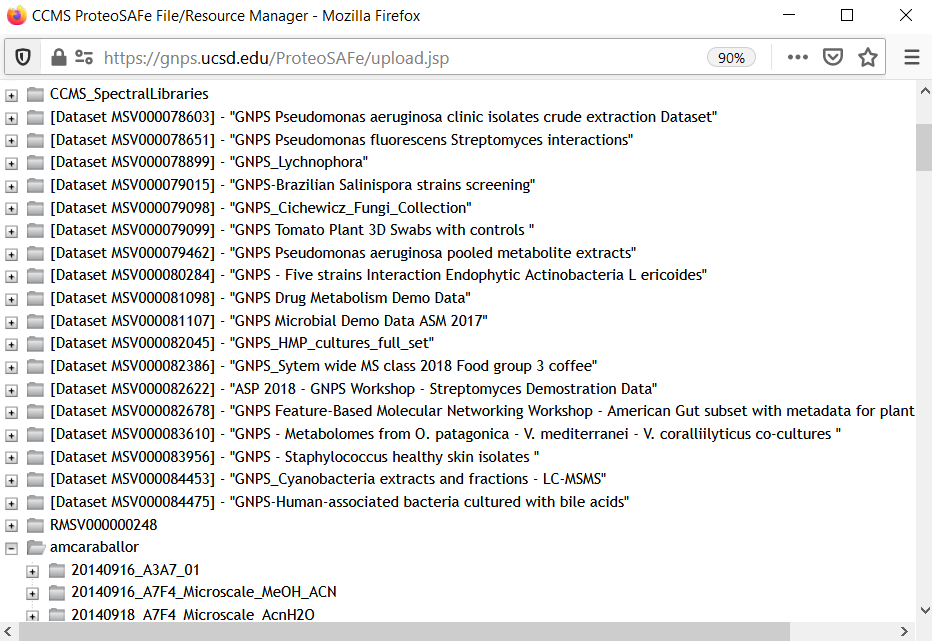 CCMS ProteoSAFe File/Resource Manager - Mozilla Firefox
https://gnps.ucsd.edu/ProteoSAFe/upload.jsp 90%
CCMS_SpectralLibraries
[Dataset MSV000078603] - "GNPS Pseudomonas aeruginosa clinic isolates crude extraction Dataset"
[Dataset MSV000078651] - "GNPS Pseudomonas fluorescens Streptomyces interactions"
[Dataset MSV000078899] - "GNPS_Lychnophora"
[Dataset MSV000079015] - "GNPS-Brazilian Salinispora strains screening"
[Dataset MSV000079098] - "GNPS_Cichewicz_Fungi_Collection"
[Dataset MSV000079099] - "GNPS Tomato Plant 3D Swabs with controls "
[Dataset MSV000079462] - "GNPS Pseudomonas aeruginosa pooled metabolite extracts"
[Dataset MSV000080284] - "GNPS - Five strains Interaction Endophytic Actinobacteria L ericoides"
[Dataset MSV000081098] - "GNPS Drug Metabolism Demo Data"
[Dataset MSV000081107] - "GNPS Microbial Demo Data ASM 2017"
[Dataset MSV000082045] - "GNPS_HMP_cultures_full_set"
[Dataset MSV000082386] - "GNPS_Sytem wide MS class 2018 Food group 3 coffee"
[Dataset MSV000082622] - "ASP 2018 - GNPS Workshop - Streptomyces Demostration Data"
[Dataset MSV000082678] - "GNPS Feature-Based Molecular Networking Workshop - American Gut subset with metadata for plant
[Dataset MSV000083610] - "GNPS - Metabolomes from O. patagonica - V. mediterranei - V. coralliilyticus co-cultures "
[Dataset MSV000083956] - "GNPS - Staphylococcus healthy skin isolates "
[Dataset MSV000084453] - "GNPS_Cyanobacteria extracts and fractions - LC-MSMS"
[Dataset MSV000084475] - "GNPS-Human-associated bacteria cultured with bile acids"
RMSV000000248
amcaraballor
20140916_A3A7_01
20140916_A7F4_Microscale_MeOH_ACN
20140918_A7F4_Microscale_AcnH2O